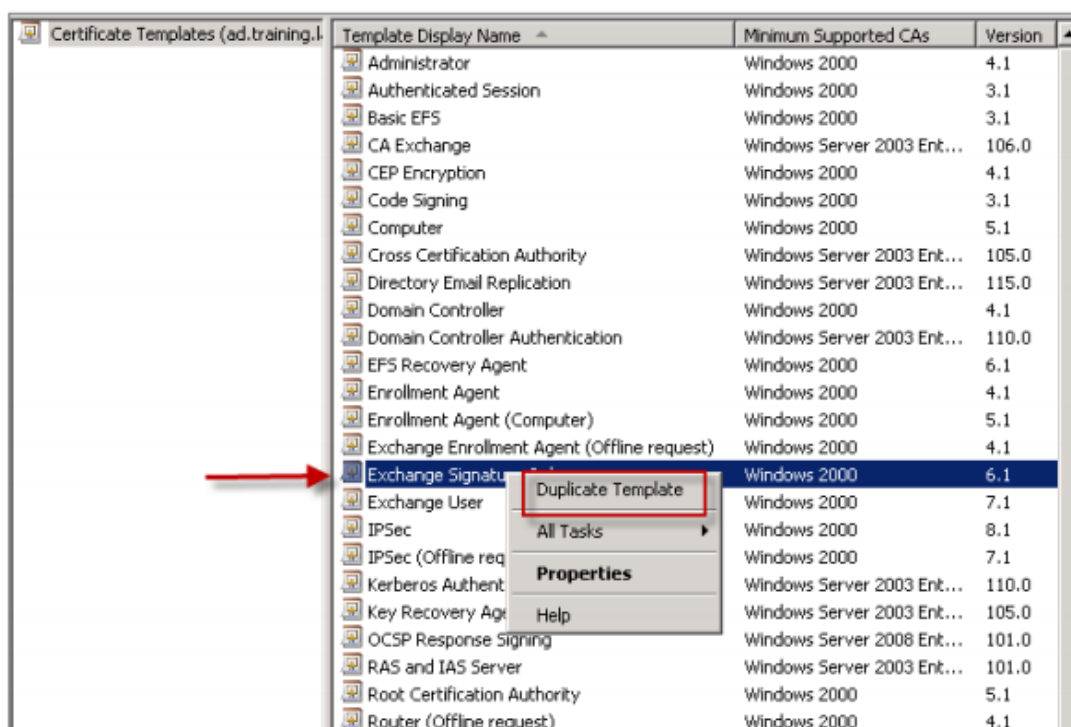 Certificate Templates (ad.training.l
Template Display Name Minimum Supported CAs Version
Administrator Windows 2000 4.1
Authenticated Session Windows 2000 3.1
Basic EFS Windows 2000 3.1
CA Exchange Windows Server 2003 Ent... 106.0
CEP Encryption Windows 2000 4.1
Code Signing Windows 2000 3.1
Computer Windows 2000 5.1
Cross Certification Authority Windows Server 2003 Ent... 105.0
Directory Email Replication Windows Server 2003 Ent... 115.0
Domain Controller Windows 2000 4.1
Domain Controller Authentication Windows Server 2003 Ent... 110.0
EFS Recovery Agent Windows 2000 6.1
Enrollment Agent Windows 2000 4.1
Enrollment Agent (Computer) Windows 2000 5.1
Exchange Enrollment Agent (Offline request) Windows 2000 4.1
Exchange Signatu Windows 2000 6.1
Duplicate Template
Exchange User Windows 2000 7.1
IPSec Windows 2000 8.1
All Tasks
IPSec (Offline req Windows 2000 7.1
Properties
Kerberos Authent Windows Server 2003 Ent... 110.0
Key Recovery Age Windows Server 2003 Ent... 105.0
Help
OCSP Response Signing Windows Server 2008 Ent... 101.0
RAS and IAS Server Windows Server 2003 Ent... 101.0
Root Certification Authority Windows 2000 5.1
Router (Offline request) Windows 2000 4.1